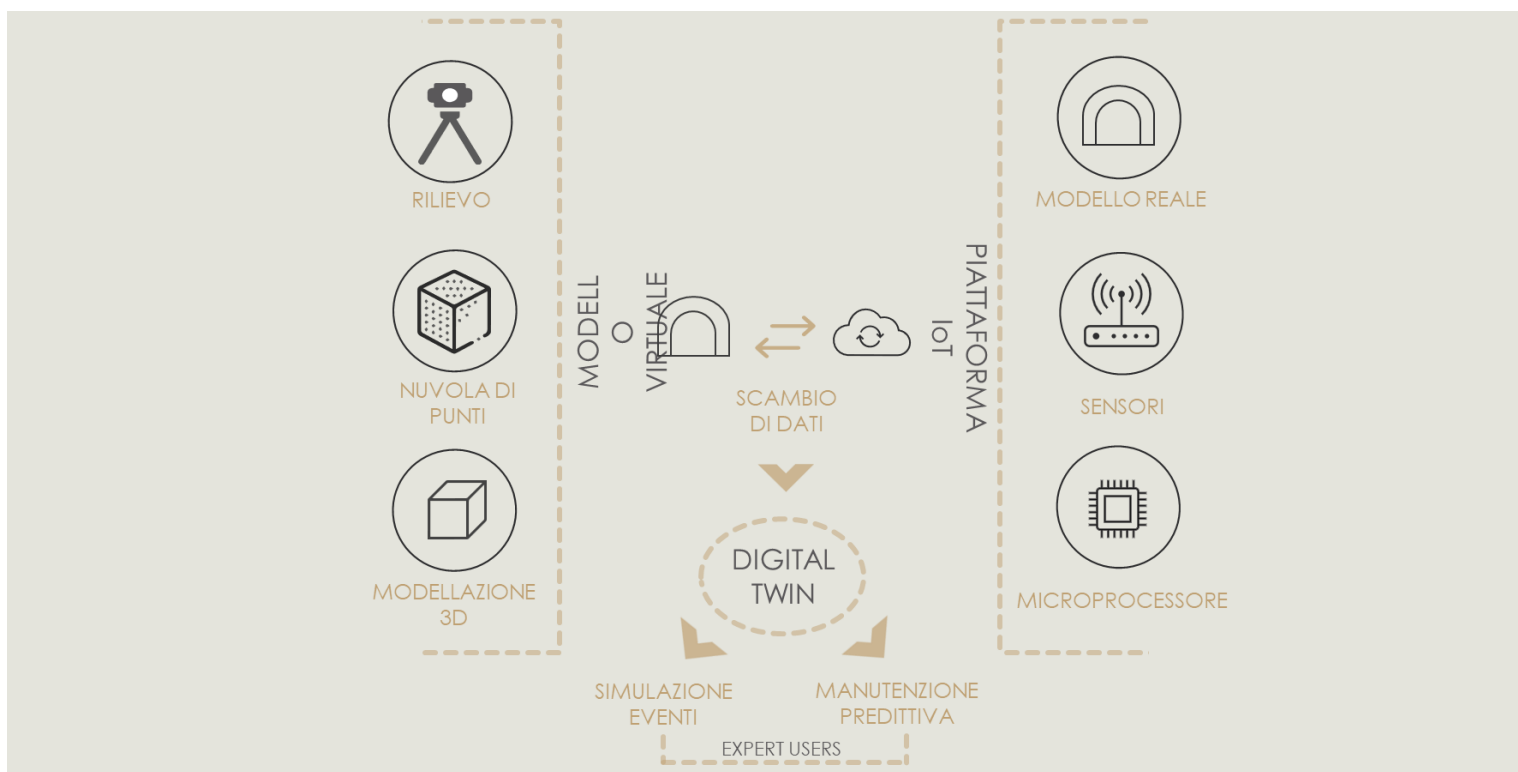 RILIEVO
NUVOLA DI
PUNTI
MODELLAZIONE
3D
MODELL
O
VIRTUALE
SCAMBIO
DI DATI
PIATTAFORMA
IoT
MODELLO REALE
SENSORI
MICROPROCESSORE
DIGITAL
TWIN
SIMULAZIONE
EVENTI
MANUTENZIONE
PREDITTIVA
EXPERT USERS